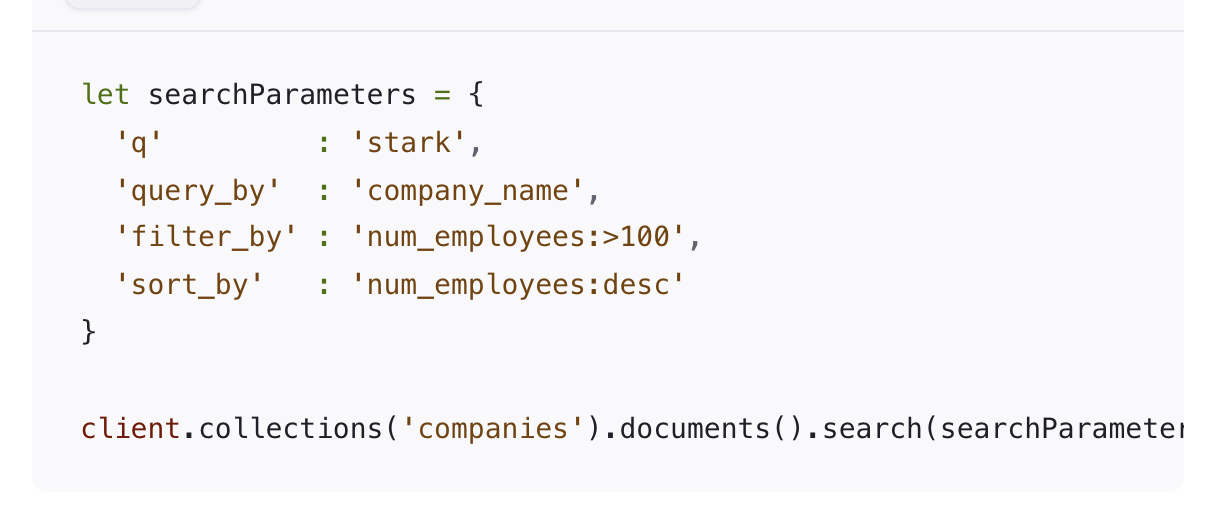 let searchParameters = {
  'q'         : 'stark',
  'query_by'  : 'company_name',
  'filter_by' : 'num_employees:>100',
  'sort_by'   : 'num_employees:desc'
}
client.collections('companies').documents().search(searchParameter